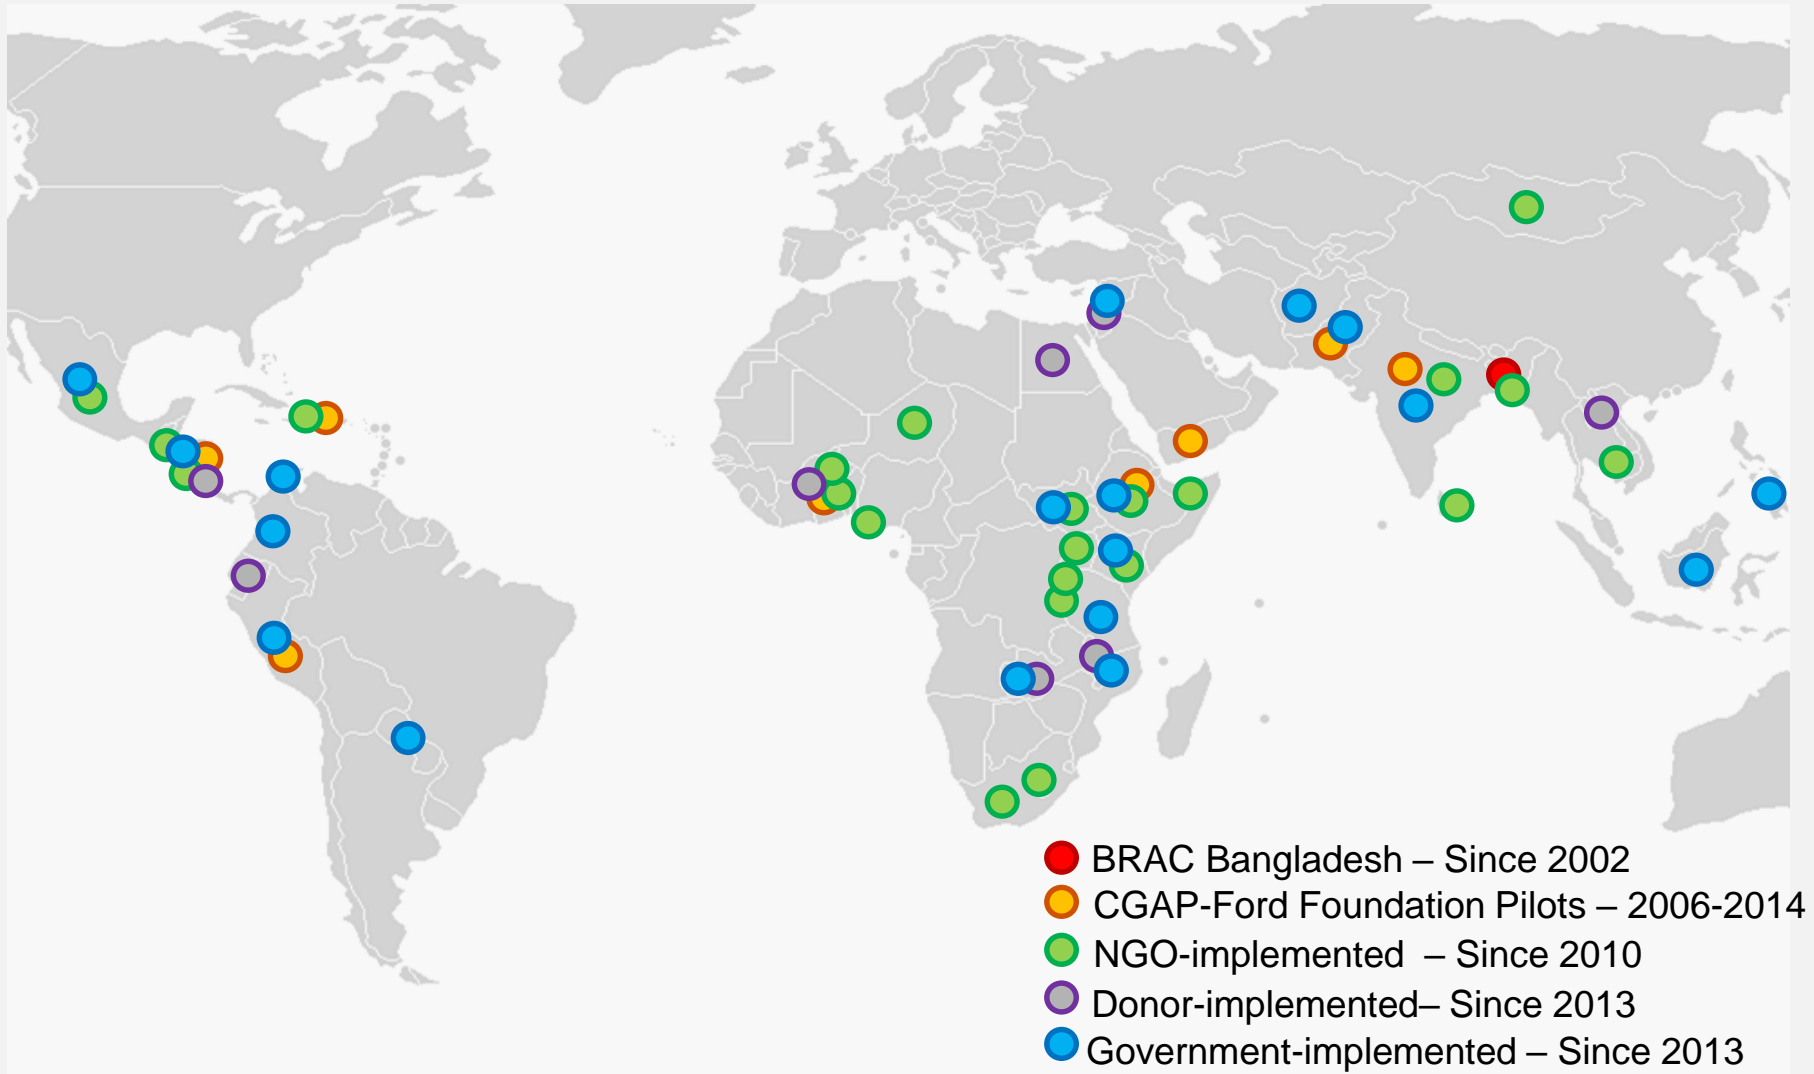 BRAC Bangladesh – Since 2002
CGAP-Ford Foundation Pilots – 2006-2014
NGO-implemented – Since 2010
Donor-implemented– Since 2013
Government-implemented – Since 2013